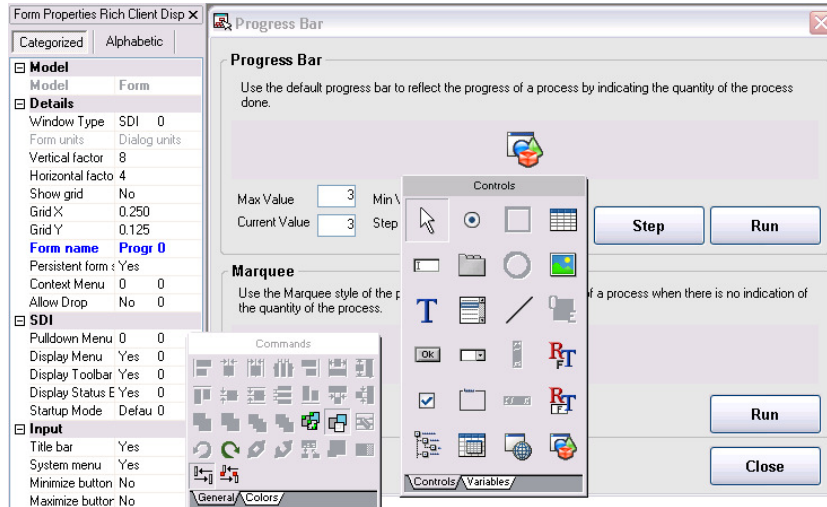 Form Properties Rich Client Disp
Categorized Alphabetic
Model
Model Form
Details
Window Type SDI 0
Form units Dialog units
Vertical factor 8
Horizontal facto 4
Show grid No
Grid X 0.250
Grid Y 0.125
Form name Progr 0
Persistent form Yes
Context Menu 0 0
Allow Drop No 0
SDI
Pulldown Menu 0 0
Display Menu Yes 0
Display Toolbar Yes 0
Display Status E Yes 0
Startup Mode Defau 0
Input
Title bar Yes
System menu Yes
Minimize button No
Maximize buttor No
Progress Bar
Progress Bar
Use the default progress bar to reflect the progress of a process by indicating the quantity of the process
done.
Max Value 3 Min
Current Value 3 Step
Step
Run
Marquee
Use the Marquee style of the p
f a process when there is no indication of
the quantity of the process.
Run
Close
Commands
General Colors
Controls
T
Ok
RT
F
RT
LF
Controls Variables